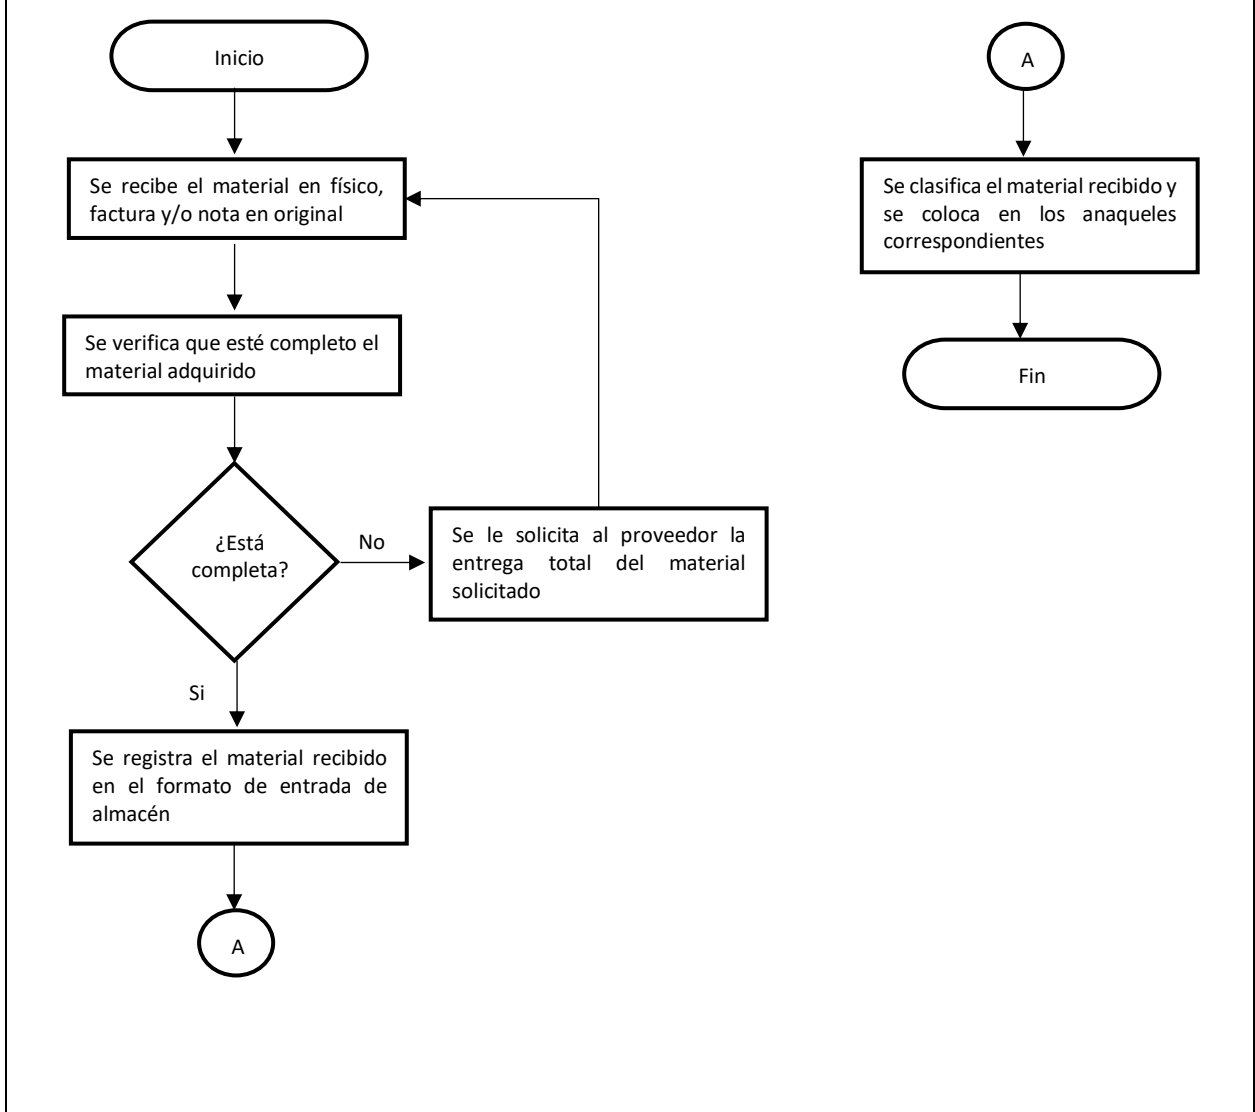 Inicio
Se recibe el material en físico,
factura y/o nota en original
Se verifica que esté completo el
material adquirido
¿Está
completa?
No
Se le solicita al proveedor la
entrega total del material
solicitado
Si
Se registra el material recibido
en el formato de entrada de
almacén
A
A
Se clasifica el material recibido y
se coloca en los anaqueles
correspondientes
Fin